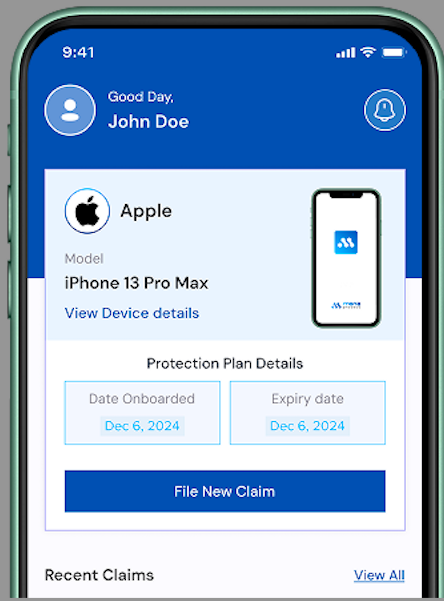 9:41
Good Day,
John Doe
Apple
Model
iPhone 13 Pro Max
View Device details
Protection Plan Details
Date Onboarded
Expiry date
Dec 6, 2024
Dec 6, 2024
File New Claim
Recent Claims
View All